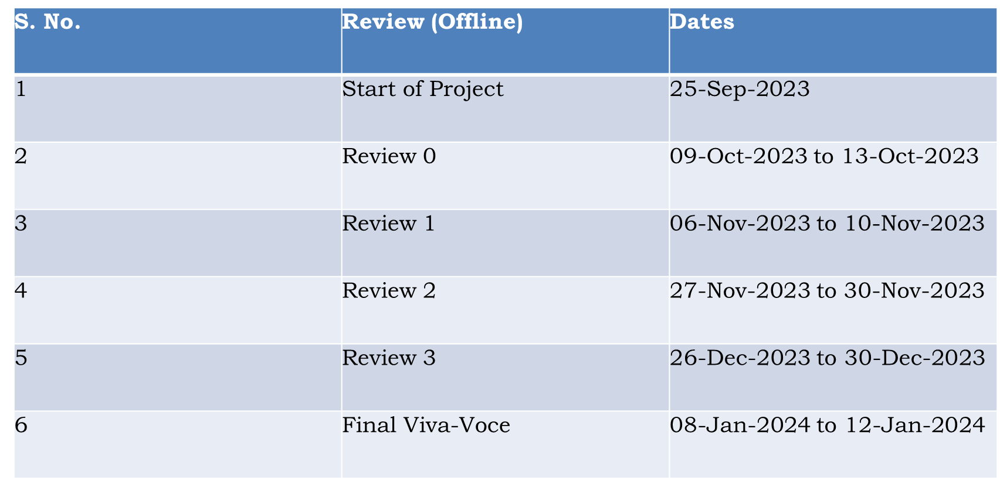 S. No. Review (Offline) Dates
1 Start of Project 25-Sep-2023
2 Review 0 09-Oct-2023 to 13-Oct-2023
3 Review 1 06-Nov-2023 to 10-Nov-2023
4 Review 2 27-Nov-2023 to 30-Nov-2023
5 Review 3 26-Dec-2023 to 30-Dec-2023
6 Final Viva-Voce 08-Jan-2024 to 12-Jan-2024